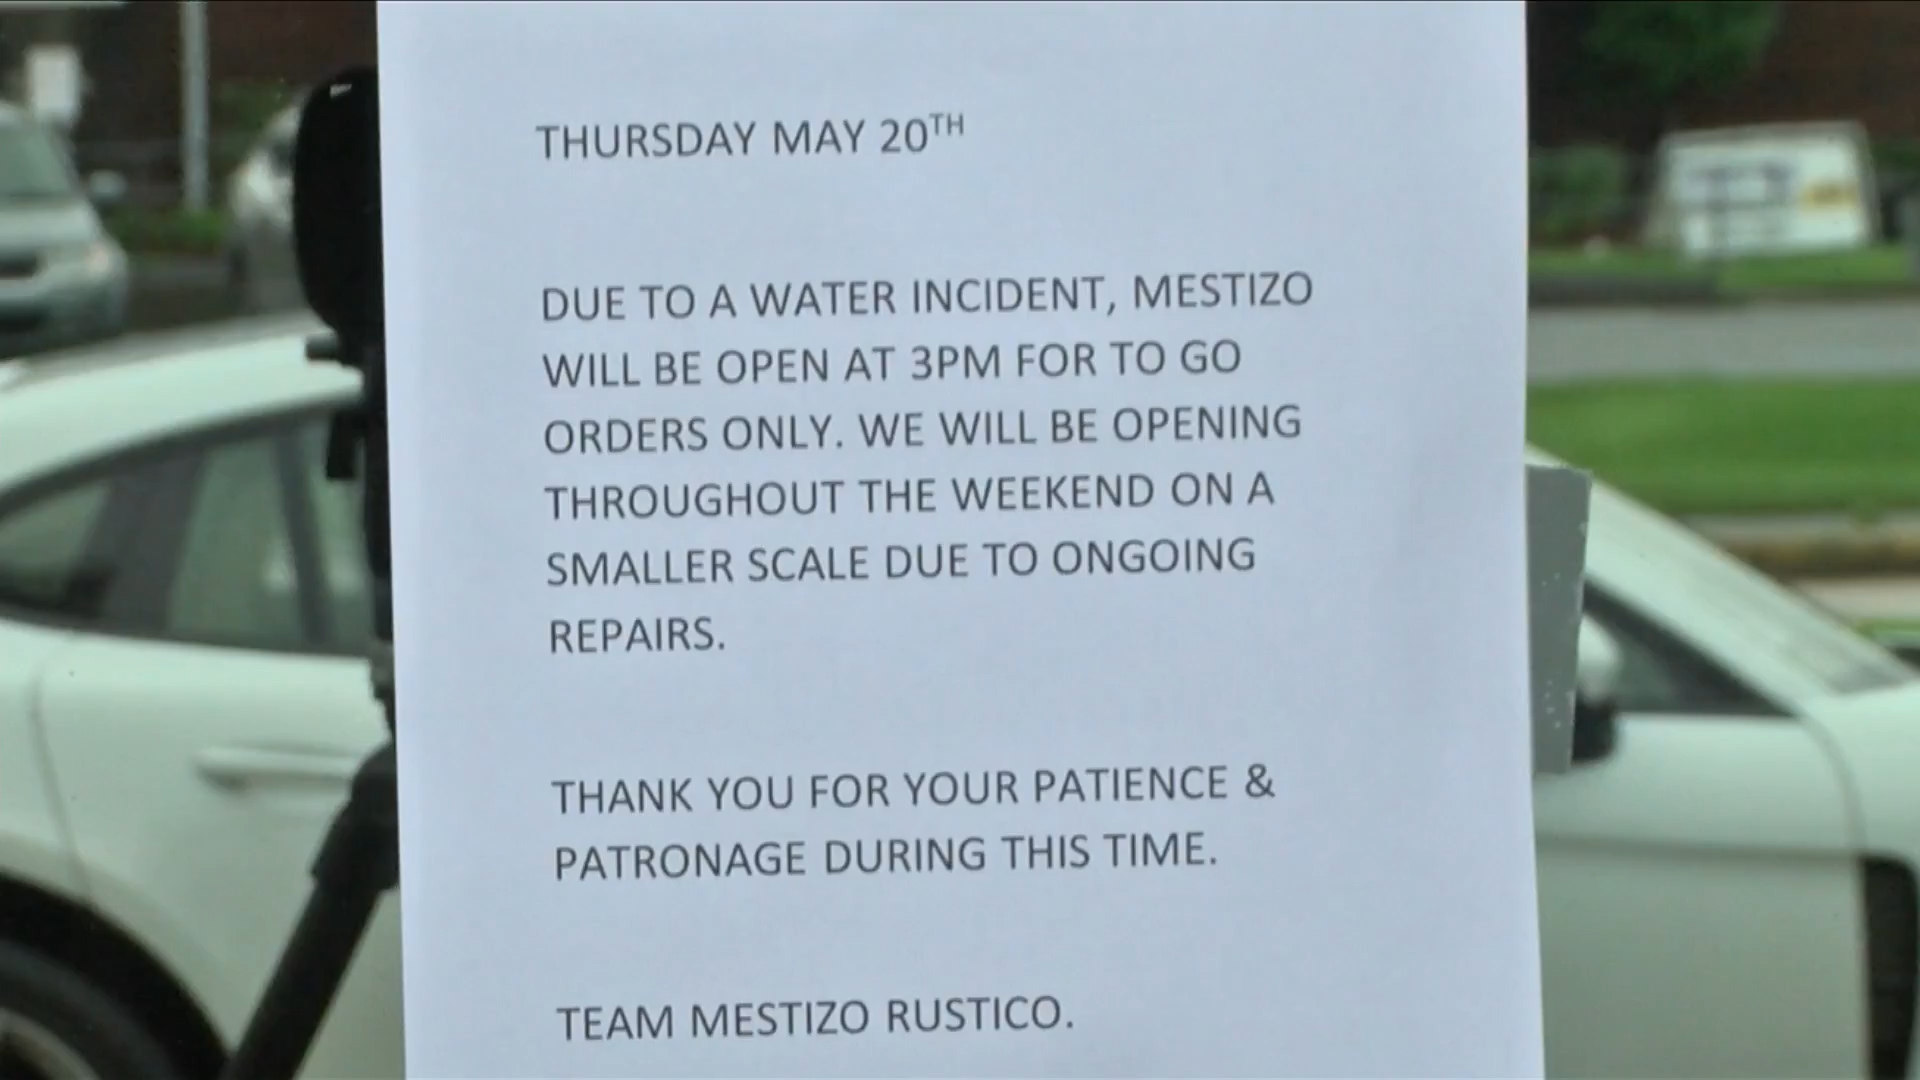 THURSDAY MAY 20TH
DUE TO A WATER INCIDENT, MESTIZO
WILL BE OPEN AT 3PM FOR TO GO
ORDERS ONLY. WE WILL BE OPENING
THROUGHOUT THE WEEKEND ON A
SMALLER SCALE DUE TO ONGOING
REPAIRS.
THANK YOU FOR YOUR PATIENCE &
PATRONAGE DURING THIS TIME.
TEAM MESTIZO RUSTICO.